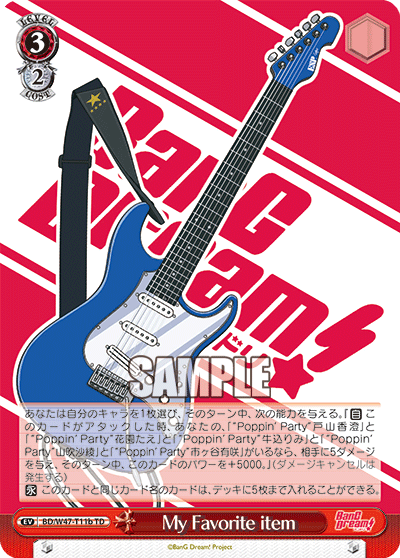 LEVEL
3
2
COST
BanG
Dream!
バンドリ
ESP
SAMPLE
あなたは自分のキャラを1枚選び、そのターン中、次の能力を与える。『自 こ
のカードがアタックした時、あなたの、「"Poppin' Party"戸山香澄」と
「"Poppin' Party"花園たえ」と「"Poppin' Party"牛込りみ」と「"Poppin'
Party"山吹沙綾」と「"Poppin' Party"市ヶ谷有咲」がいるなら、相手に5ダメー
ジを与え、そのターン中、このカードのパワーを+5000。』(ダメージキャンセルは
発生する)
永 このカードと同じカード名のカードは、デッキに5枚まで入れることができる。
EV BD/W47-T11b TD My Favorite item BanG Dream!
©BanG Dream! Project